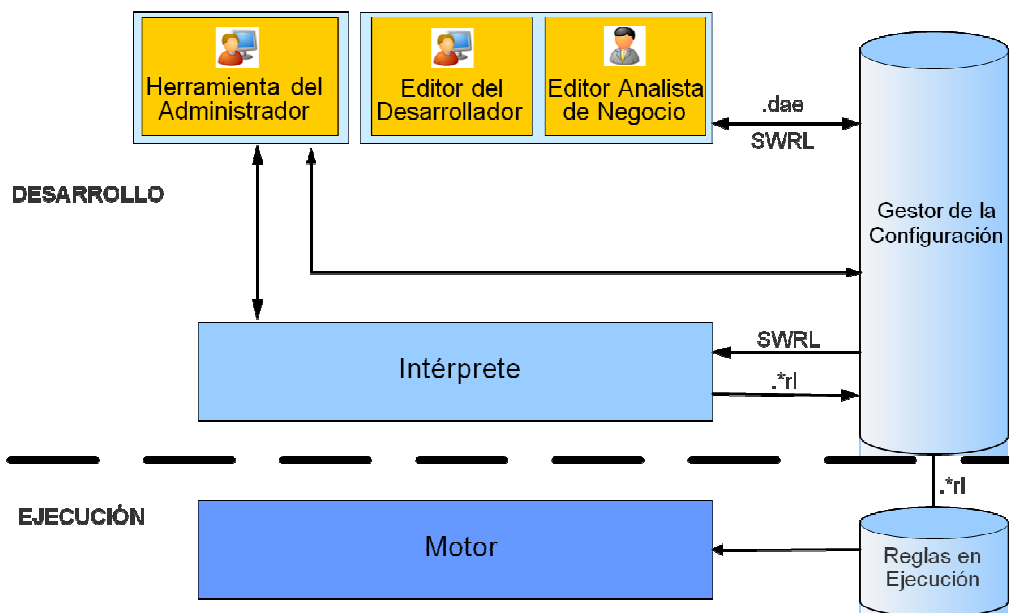 Herramienta del
Administrador
Editor del
Desarrollador
Editor Analista
de Negocio
.dae
SWRL
DESARROLLO
Gestor de la
Configuración
Intérprete
SWRL
.*rl
.*rl
EJECUCIÓN
Motor
Reglas en
Ejecución